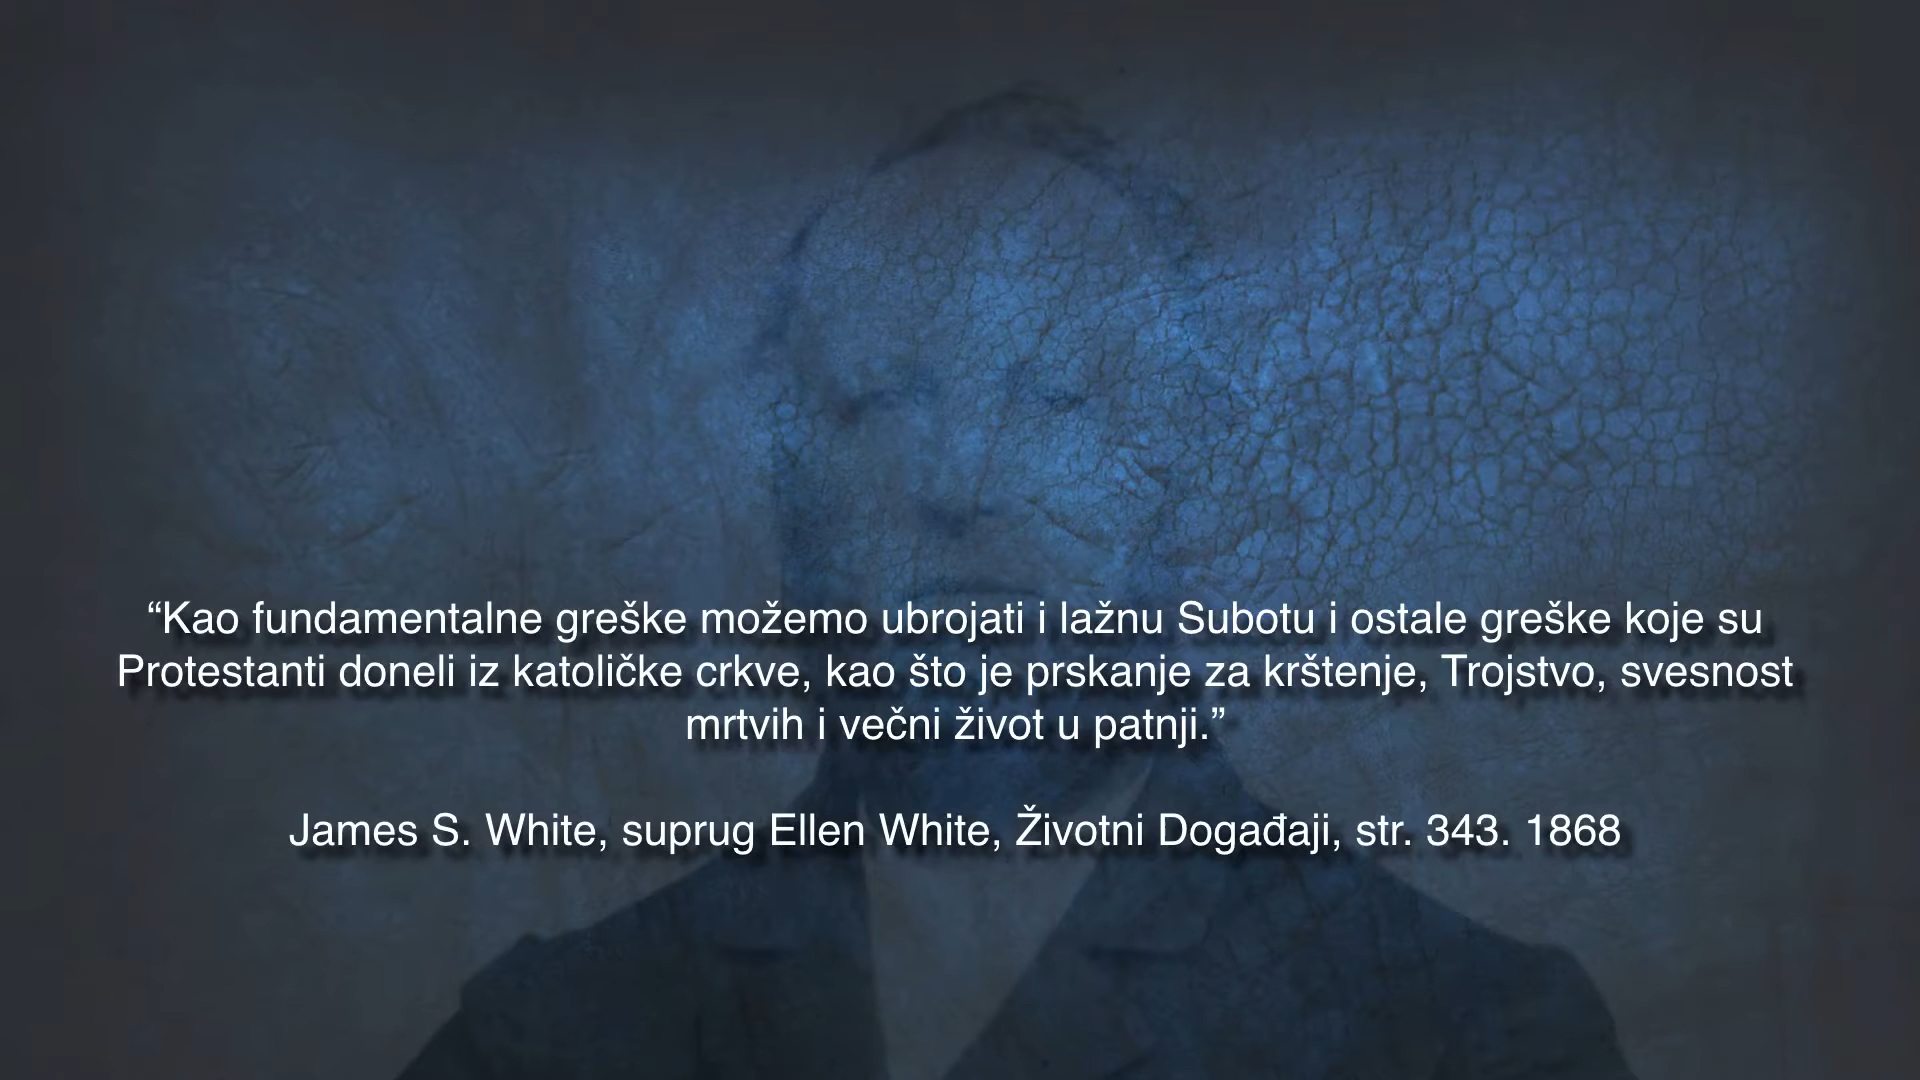 “Kao fundamentalne greške možemo ubrojati i lažnu Subotu i ostale greške koje su
Protestanti doneli iz katoličke crkve, kao što je prskanje za krštenje, Trojstvo, svesnost
mrtvih i večni život u patnji.”
James S. White, suprug Ellen White, Životni Događaji, str. 343. 1868